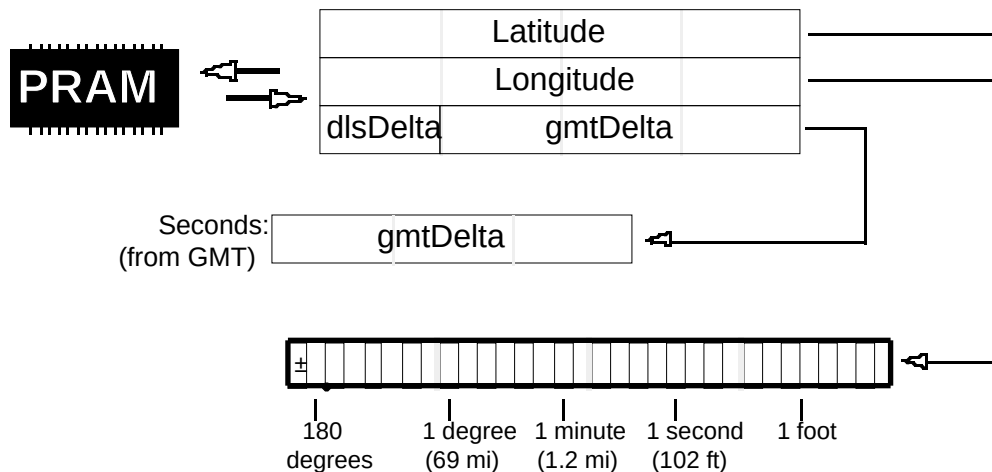 Latitude
PRAM
Longitude
dlsDelta gmtDelta
Seconds:
(from GMT)
gmtDelta
±
180
degrees
1 degree
(69 mi)
1 minute
(1.2 mi)
1 second
(102 ft)
1 foot